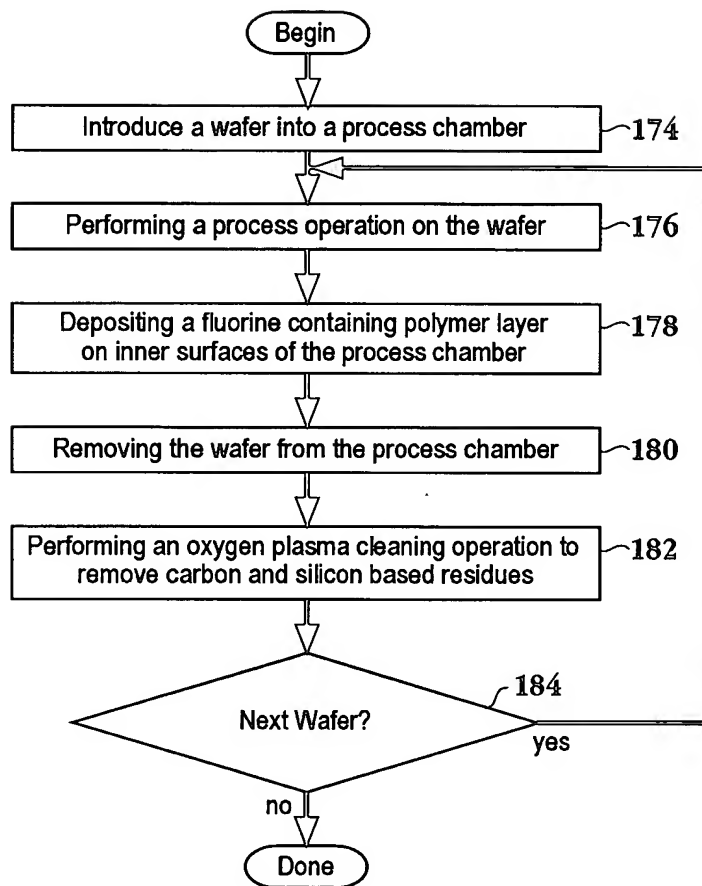 Begin
Introduce a wafer into a process chamber
174
Performing a process operation on the wafer
176
Depositing a fluorine containing polymer layer
on inner surfaces of the process chamber
178
Removing the wafer from the process chamber
180
Performing an oxygen plasma cleaning operation to
remove carbon and silicon based residues
182
184
Next Wafer?
yes
no
Done